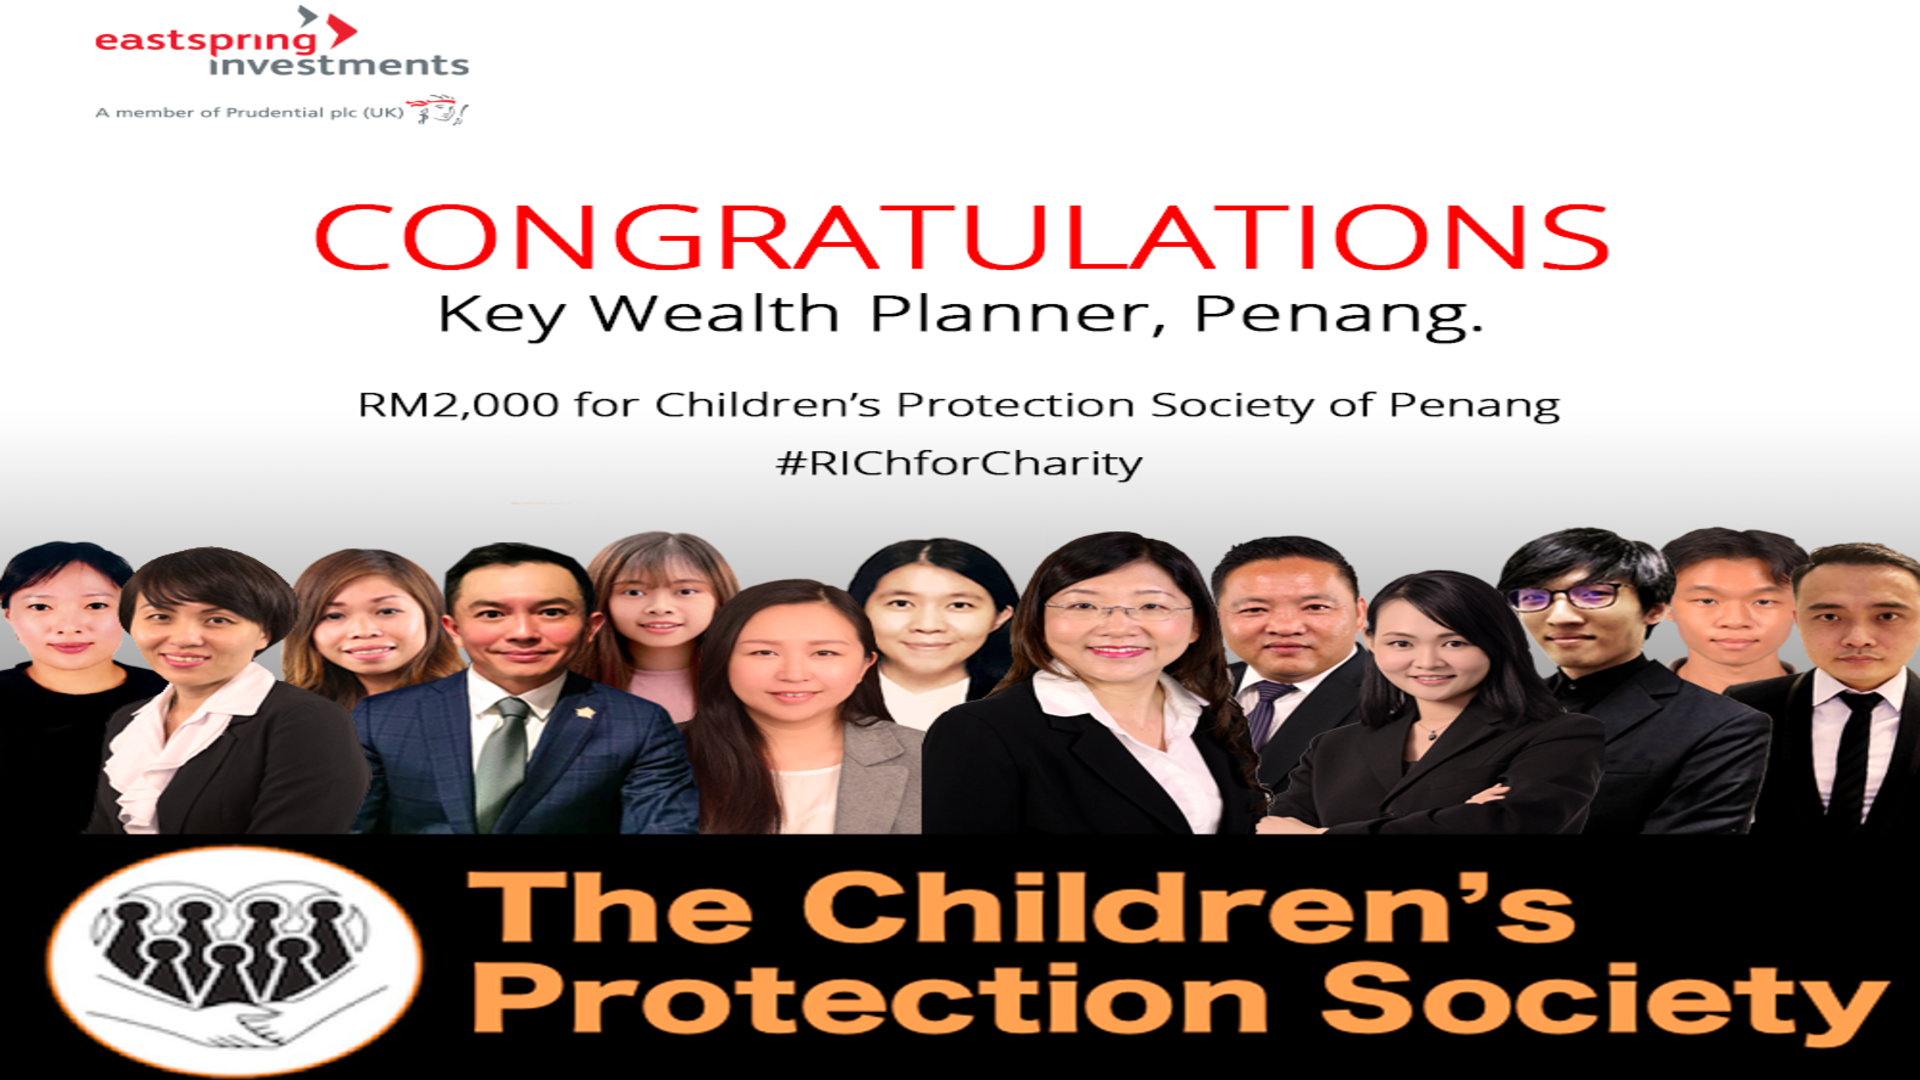 eastspring
investments
A member of Prudential plc (UK)
CONGRATULATIONS
Key Wealth Planner, Penang.
RM2,000 for Children’s Protection Society of Penang
#RIChforCharity
The Children’s
Protection Society